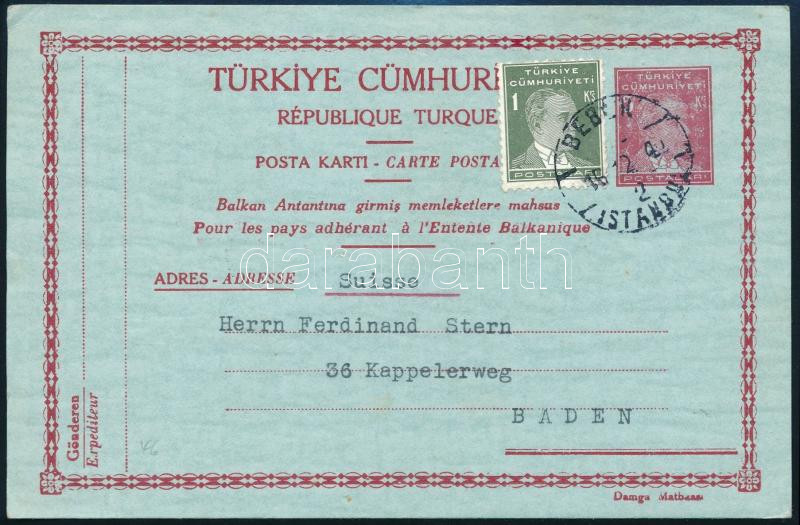 TÜRKİYE CÜMHURİ
RÉPUBLIQUE TURQUE
POSTA KARTI - CARTE POSTA
Balkan Antantına girmiş memleketlere mahsus
Pour les pays adhérant à l'Entente Balkanique
TÜRKİYE
CÜMHURİYETİ
1 Ks
POSTALARI
TÜRKİYE
CÜMHURİYETİ
BEBEK
İSTANBUL
ADRES - ADRESSE Suisse
Herrn Ferdinand Stern
36 Kappelerweg
BADEN
Gönderen
Expéditeur
Damga Matbaası
darabanth